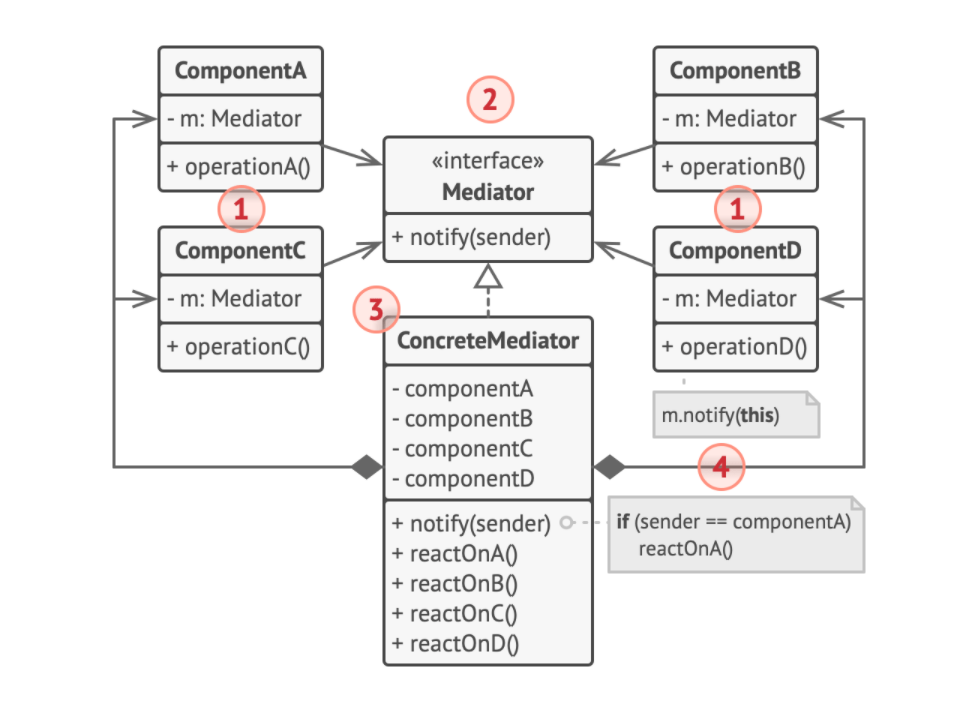 ComponentA
- m: Mediator
+ operationA()
1
ComponentC
- m: Mediator
+ operationC()
2
«interface»
Mediator
+ notify(sender)
ComponentB
- m: Mediator
+ operationB()
1
ComponentD
- m: Mediator
+ operationD()
m.notify(this)
3
ConcreteMediator
- componentA
- componentB
- componentC
- componentD
+ notify(sender)
+ reactOnA()
+ reactOnB()
+ reactOnC()
+ reactOnD()
4
if (sender == componentA)
reactOnA()